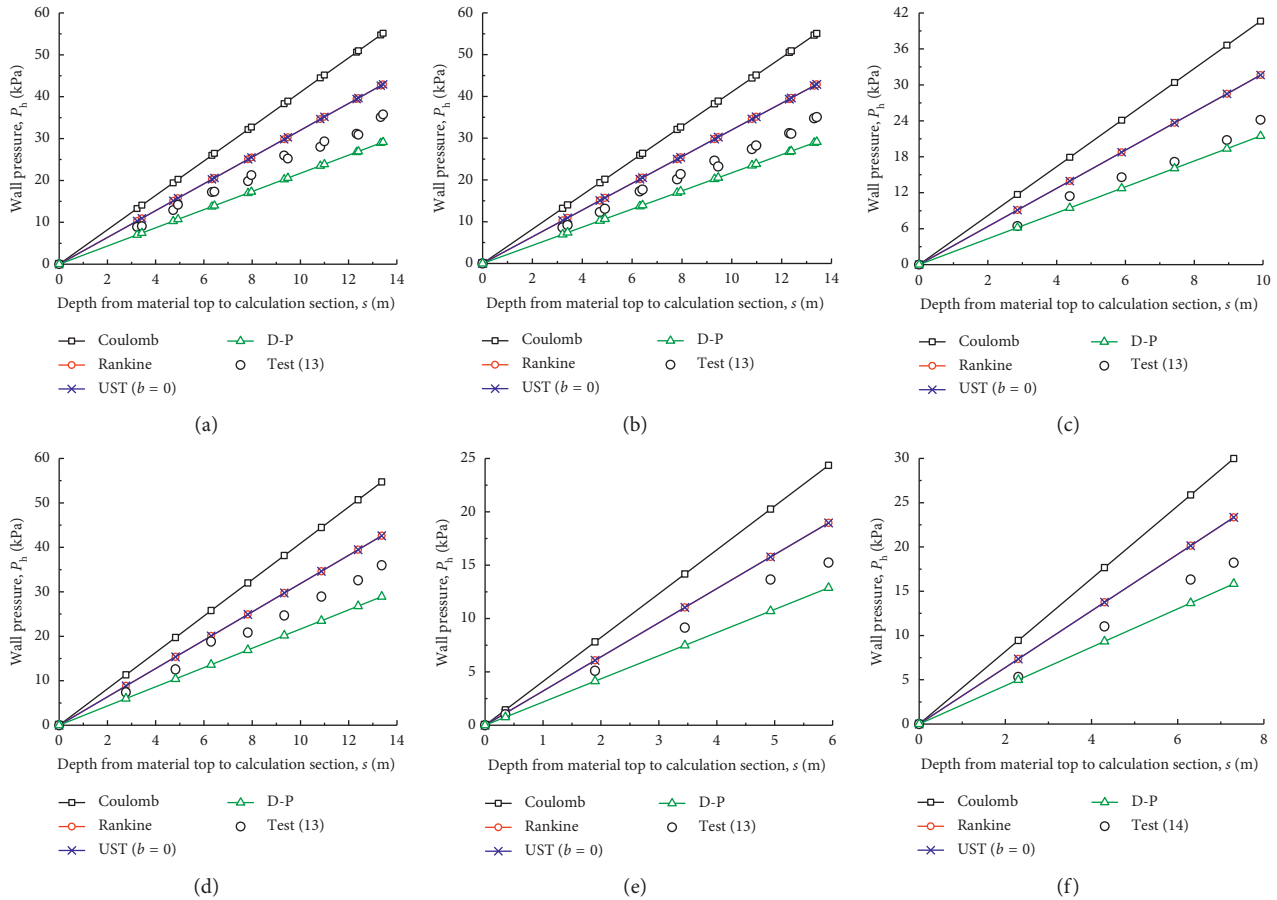 60
50
40
30
20
10
0
Wall pressure, Ph (kPa)
0 2 4 6 8 10 12 14
Depth from material top to calculation section, s (m)
Coulomb
Rankine
UST (b = 0)
D-P
Test (13)
(a)
60
50
40
30
20
10
0
Wall pressure, Ph (kPa)
0 2 4 6 8 10 12 14
Depth from material top to calculation section, s (m)
Coulomb
Rankine
UST (b = 0)
D-P
Test (13)
(b)
42
36
30
24
18
12
6
0
Wall pressure, Ph (kPa)
0 1 2 3 4 5 6 7 8 9 10
Depth from material top to calculation section, s (m)
Coulomb
Rankine
UST (b = 0)
D-P
Test (13)
(c)
60
50
40
30
20
10
0
Wall pressure, Ph (kPa)
0 2 4 6 8 10 12 14
Depth from material top to calculation section, s (m)
Coulomb
Rankine
UST (b = 0)
D-P
Test (13)
(d)
25
20
15
10
5
0
Wall pressure, Ph (kPa)
0 1 2 3 4 5 6
Depth from material top to calculation section, s (m)
Coulomb
Rankine
UST (b = 0)
D-P
Test (13)
(e)
30
25
20
15
10
5
0
Wall pressure, Ph (kPa)
0 2 4 6 8
Depth from material top to calculation section, s (m)
Coulomb
Rankine
UST (b = 0)
D-P
Test (14)
(f)